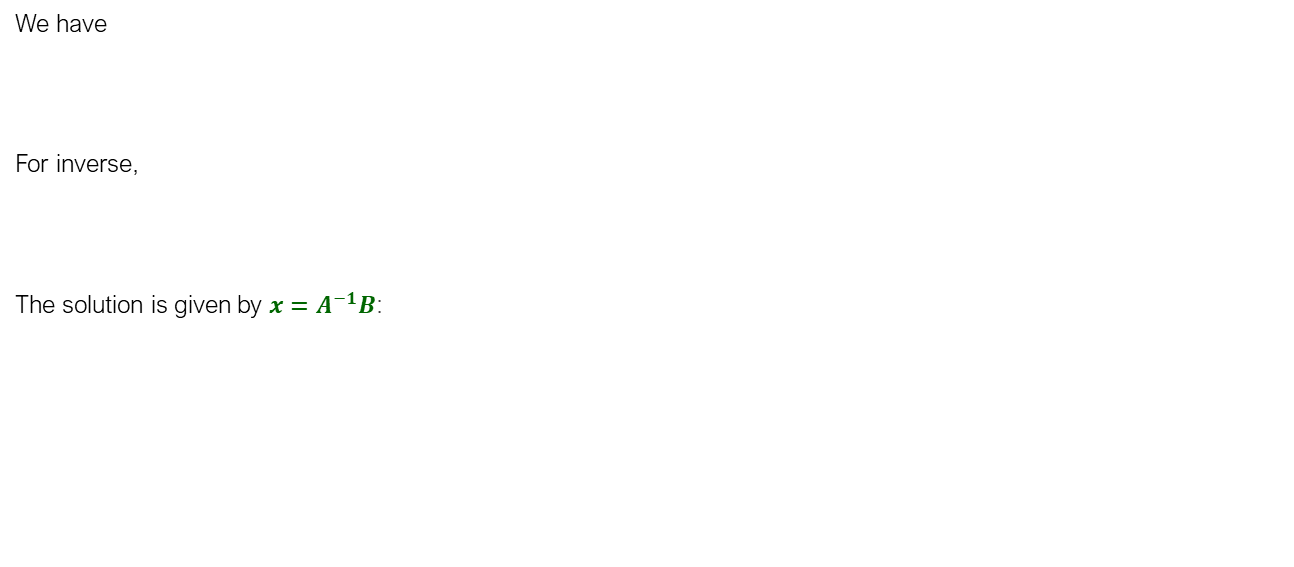 We have
For inverse,
The solution is given by x = A⁻¹B: